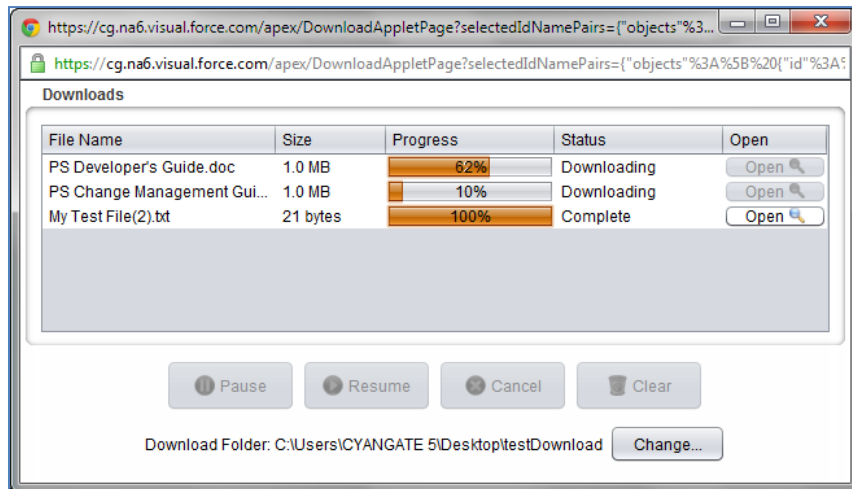 https://cg.na6.visual.force.com/apex/DownloadAppletPage?selectedIdNamePairs={"objects"%3...
https://cg.na6.visual.force.com/apex/DownloadAppletPage?selectedIdNamePairs={"objects"%3A%5B%20{"id"%3A%
Downloads
File Name Size Progress Status Open
PS Developer's Guide.doc 1.0 MB 62% Downloading Open
PS Change Management Gui... 1.0 MB 10% Downloading Open
My Test File(2).txt 21 bytes 100% Complete Open
Pause Resume Cancel Clear
Download Folder: C:\Users\CYANGATE 5\Desktop\testDownload Change...